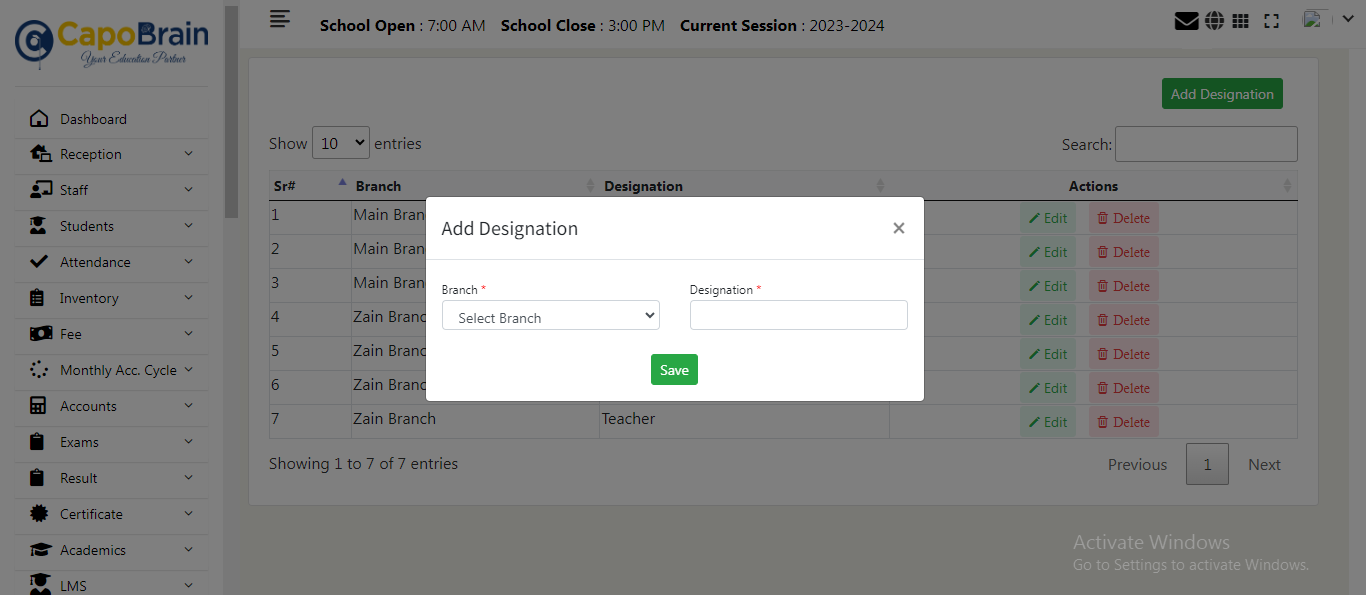 CapoBrain
Your Education Partner
School Open : 7:00 AM School Close : 3:00 PM Current Session : 2023-2024
Dashboard
Reception
Staff
Students
Attendance
Inventory
Fee
Monthly Acc. Cycle
Accounts
Exams
Result
Certificate
Academics
LMS
Add Designation
Show 10 entries
Search:
Sr# Branch Designation Actions
1 Main Bran Edit Delete
2 Main Bran Edit Delete
3 Main Bran Edit Delete
4 Zain Branc Edit Delete
5 Zain Branc Edit Delete
6 Zain Branc Edit Delete
7 Zain Branch Teacher Edit Delete
Showing 1 to 7 of 7 entries
Previous 1 Next
Add Designation ×
Branch * Designation *
Select Branch
Save
Activate Windows
Go to Settings to activate Windows.